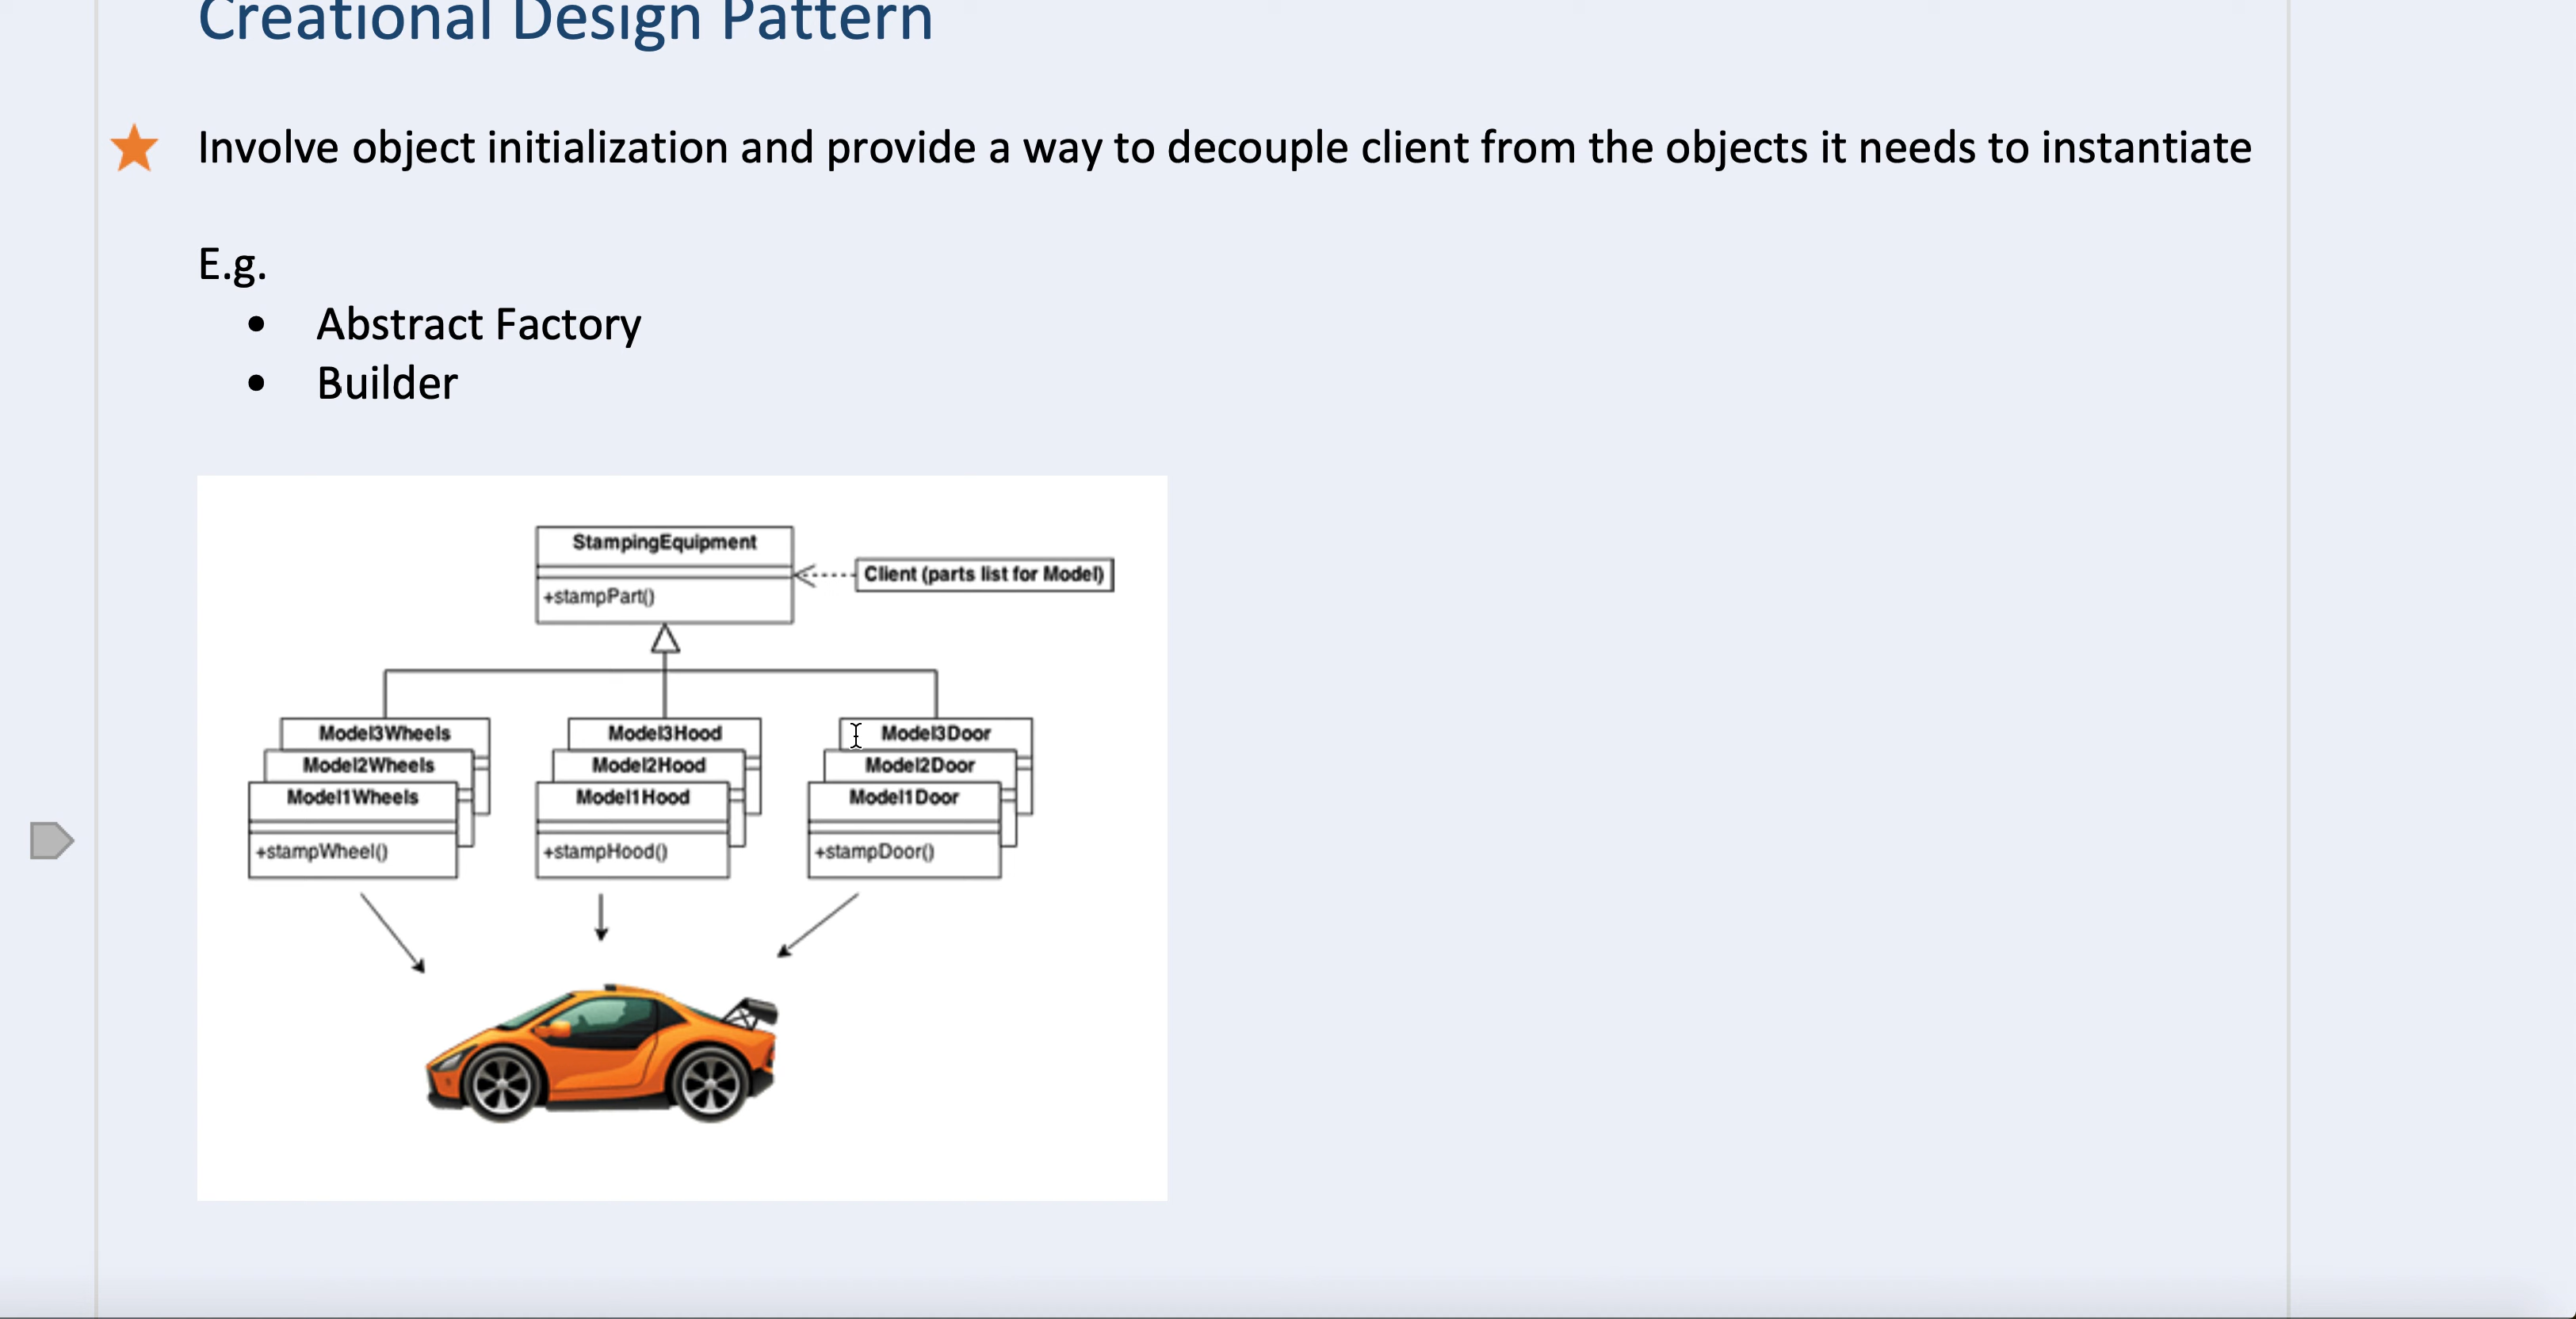 Creational Design Pattern
Involve object initialization and provide a way to decouple client from the objects it needs to instantiate
E.g.
• Abstract Factory
• Builder
StampingEquipment
+stampPart()
Client (parts list for Model)
Model3Wheels
Model2Wheels
Model1Wheels
+stampWheel()
Model3Hood
Model2Hood
Model1Hood
+stampHood()
Model3Door
Model2Door
Model1Door
+stampDoor()